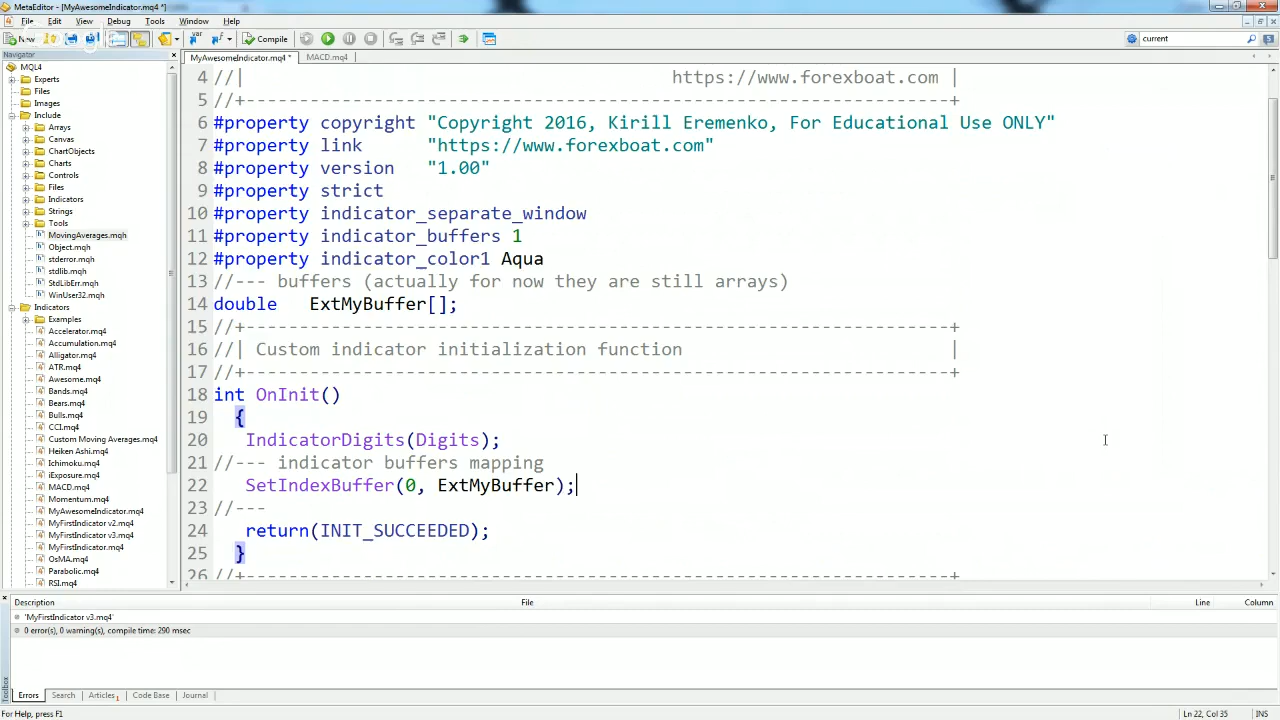 MetaEditor - [MyAwesomeIndicator.mq4 *]
File Edit View Debug Tools Window Help
New Compile current
Navigator MyAwesomeIndicator.mq4 * MACD.mq4
MQL4
Experts
Files
Images
Include
Arrays
Canvas
ChartObjects
Charts
Controls
Files
Indicators
Strings
Tools
MovingAverages.mqh
Object.mqh
stderror.mqh
stdlib.mqh
StdLibErr.mqh
WinUser32.mqh
Indicators
Examples
Accelerator.mq4
Accumulation.mq4
Alligator.mq4
ATR.mq4
Awesome.mq4
Bands.mq4
Bears.mq4
Bulls.mq4
CCI.mq4
Custom Moving Averages.mq4
Heiken Ashi.mq4
Ichimoku.mq4
iExposure.mq4
MACD.mq4
Momentum.mq4
MyAwesomeIndicator.mq4
MyFirstIndicator v2.mq4
MyFirstIndicator v3.mq4
MyFirstIndicator.mq4
OsMA.mq4
Parabolic.mq4
RSI.mq4
4 //| https://www.forexboat.com |
5 //+------------------------------------------------------------------+
6 #property copyright "Copyright 2016, Kirill Eremenko, For Educational Use ONLY"
7 #property link "https://www.forexboat.com"
8 #property version "1.00"
9 #property strict
10 #property indicator_separate_window
11 #property indicator_buffers 1
12 #property indicator_color1 Aqua
13 //--- buffers (actually for now they are still arrays)
14 double ExtMyBuffer[];
15 //+------------------------------------------------------------------+
16 //| Custom indicator initialization function |
17 //+------------------------------------------------------------------+
18 int OnInit()
19 {
20 IndicatorDigits(Digits);
21 //--- indicator buffers mapping
22 SetIndexBuffer(0, ExtMyBuffer);
23 //---
24 return(INIT_SUCCEEDED);
25 }
26 //+------------------------------------------------------------------+
Description File Line Column
'MyFirstIndicator v3.mq4'
0 error(s), 0 warning(s), compile time: 290 msec
Toolbox
Errors Search Articles Code Base Journal
For Help, press F1 Ln 22, Col 35 INS